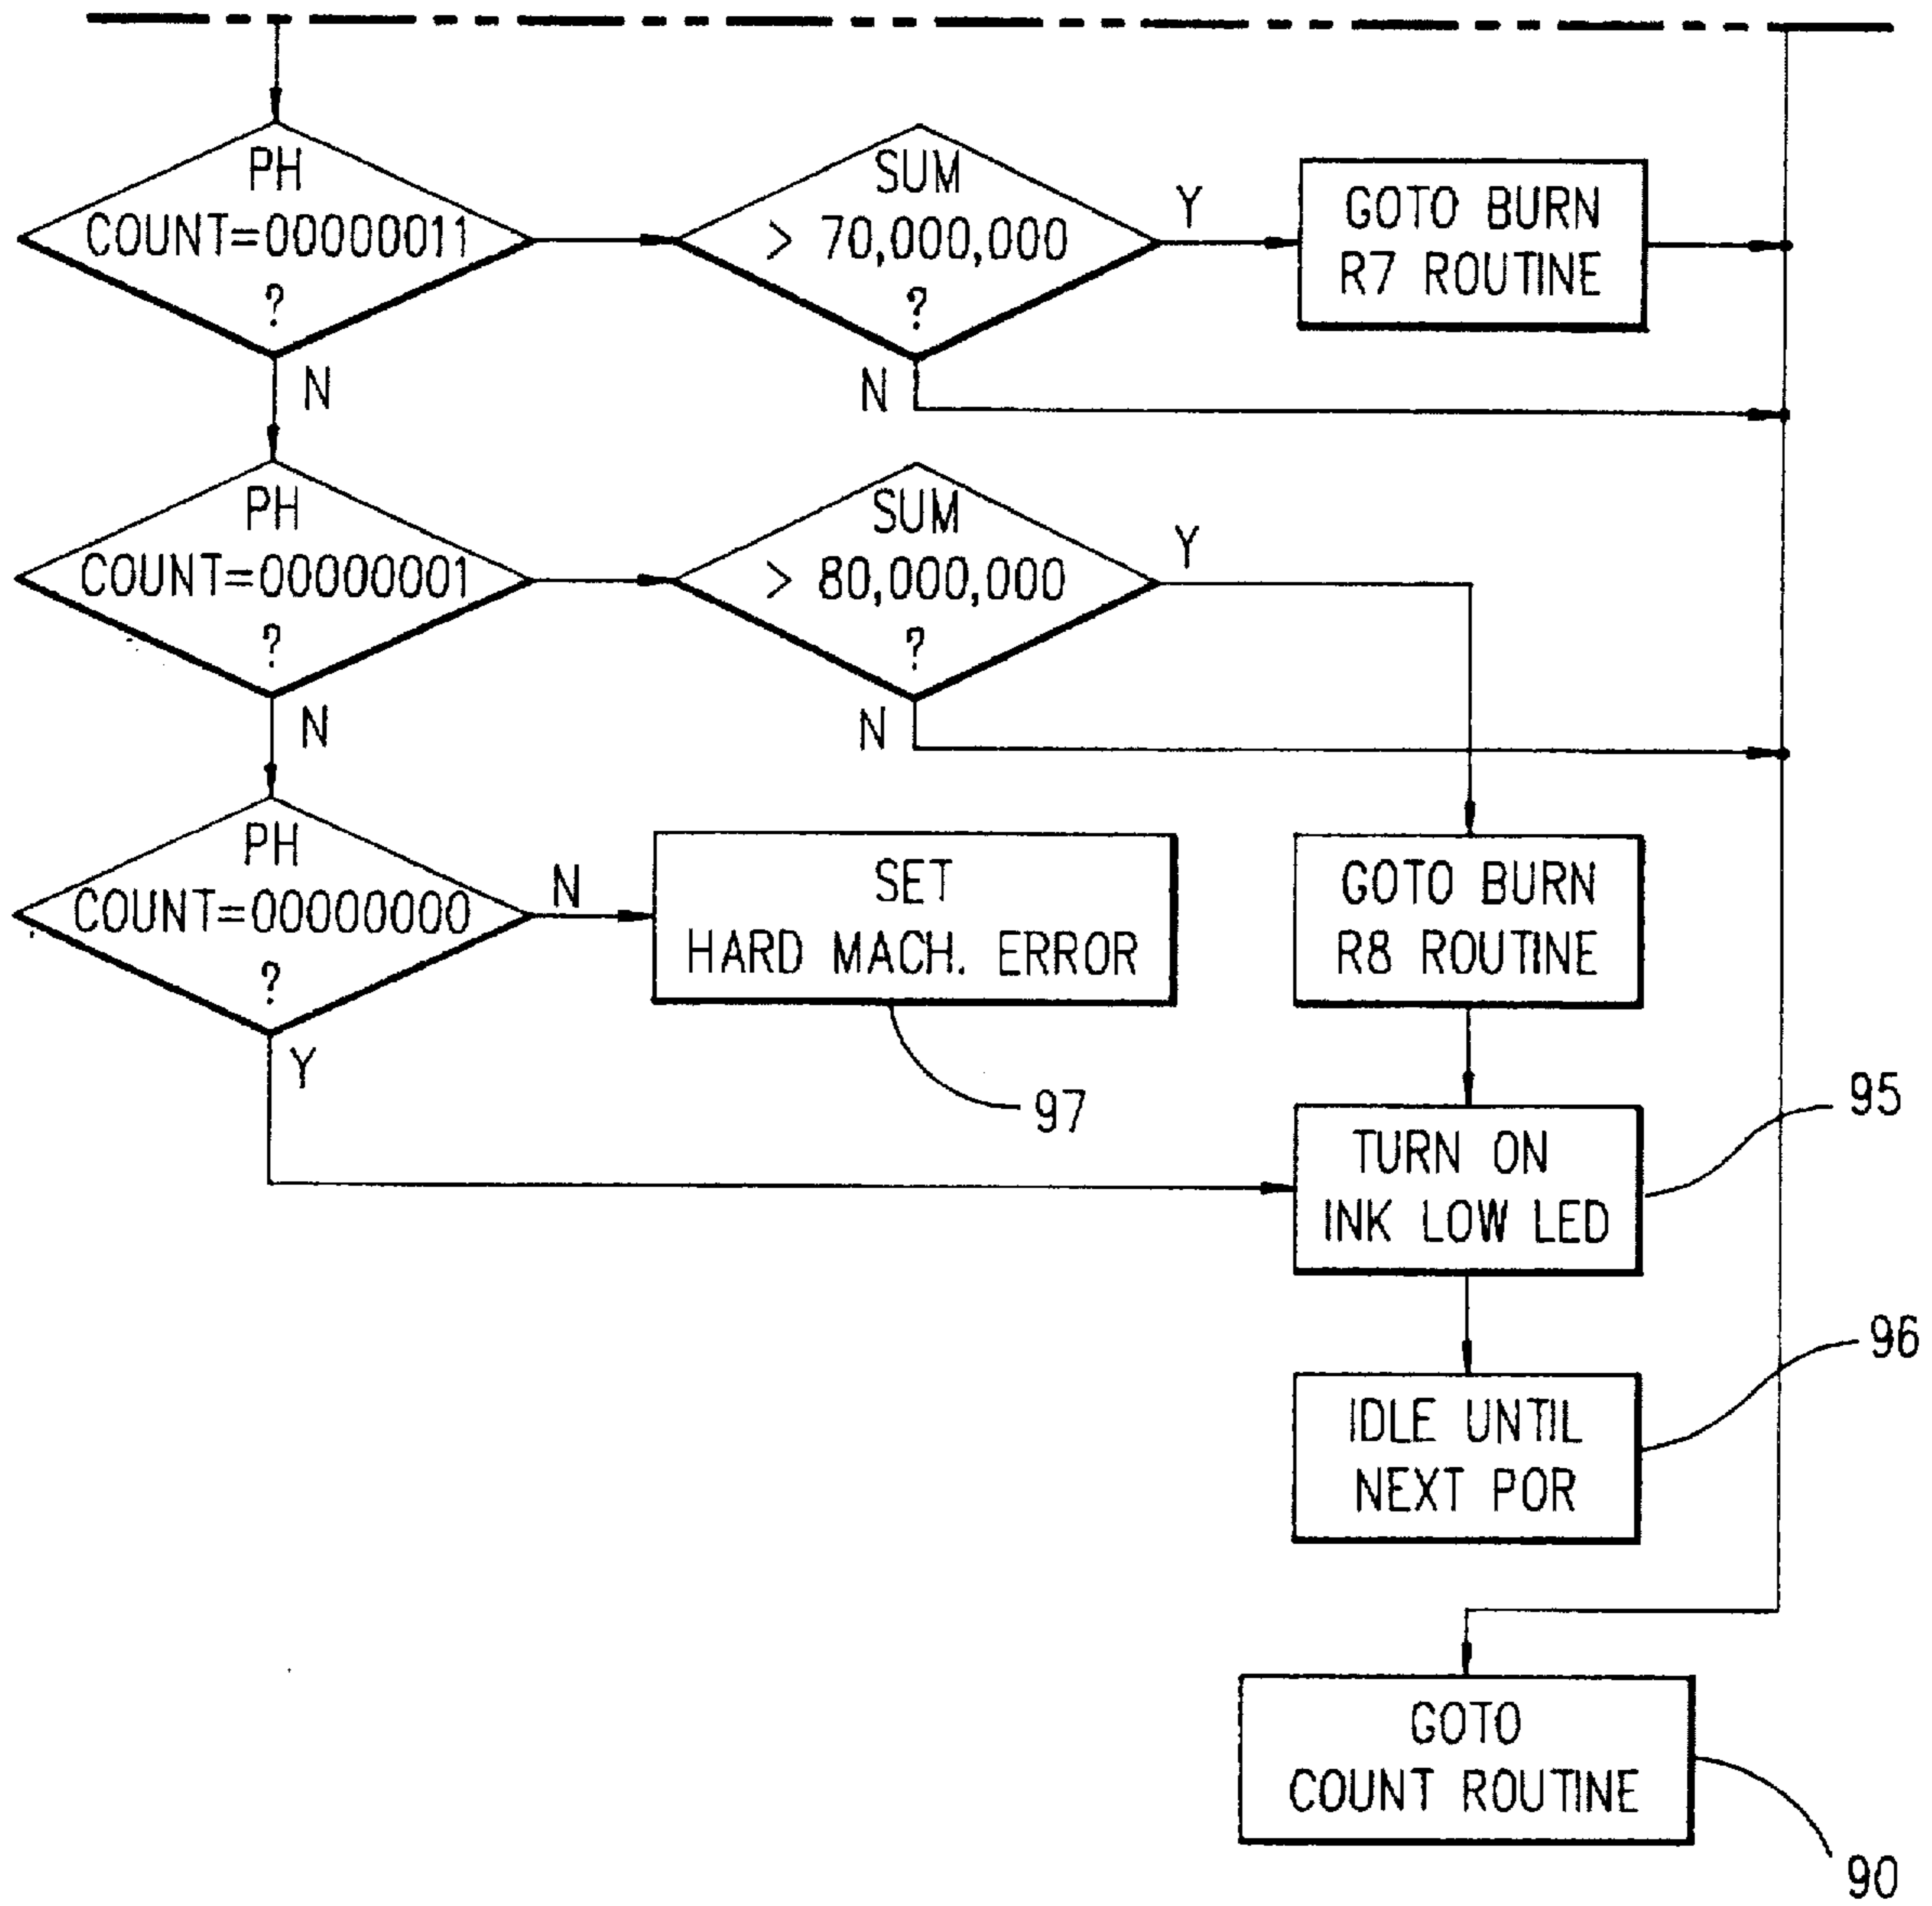 PH
COUNT=00000011
?
N
SUM
> 70,000,000
?
Y
N
GOTO BURN
R7 ROUTINE
PH
COUNT=00000001
?
N
SUM
> 80,000,000
?
Y
N
PH
COUNT=00000000
?
N
Y
SET
HARD MACH. ERROR
97
GOTO BURN
R8 ROUTINE
TURN ON
INK LOW LED
95
IDLE UNTIL
NEXT POR
96
GOTO
COUNT ROUTINE
90